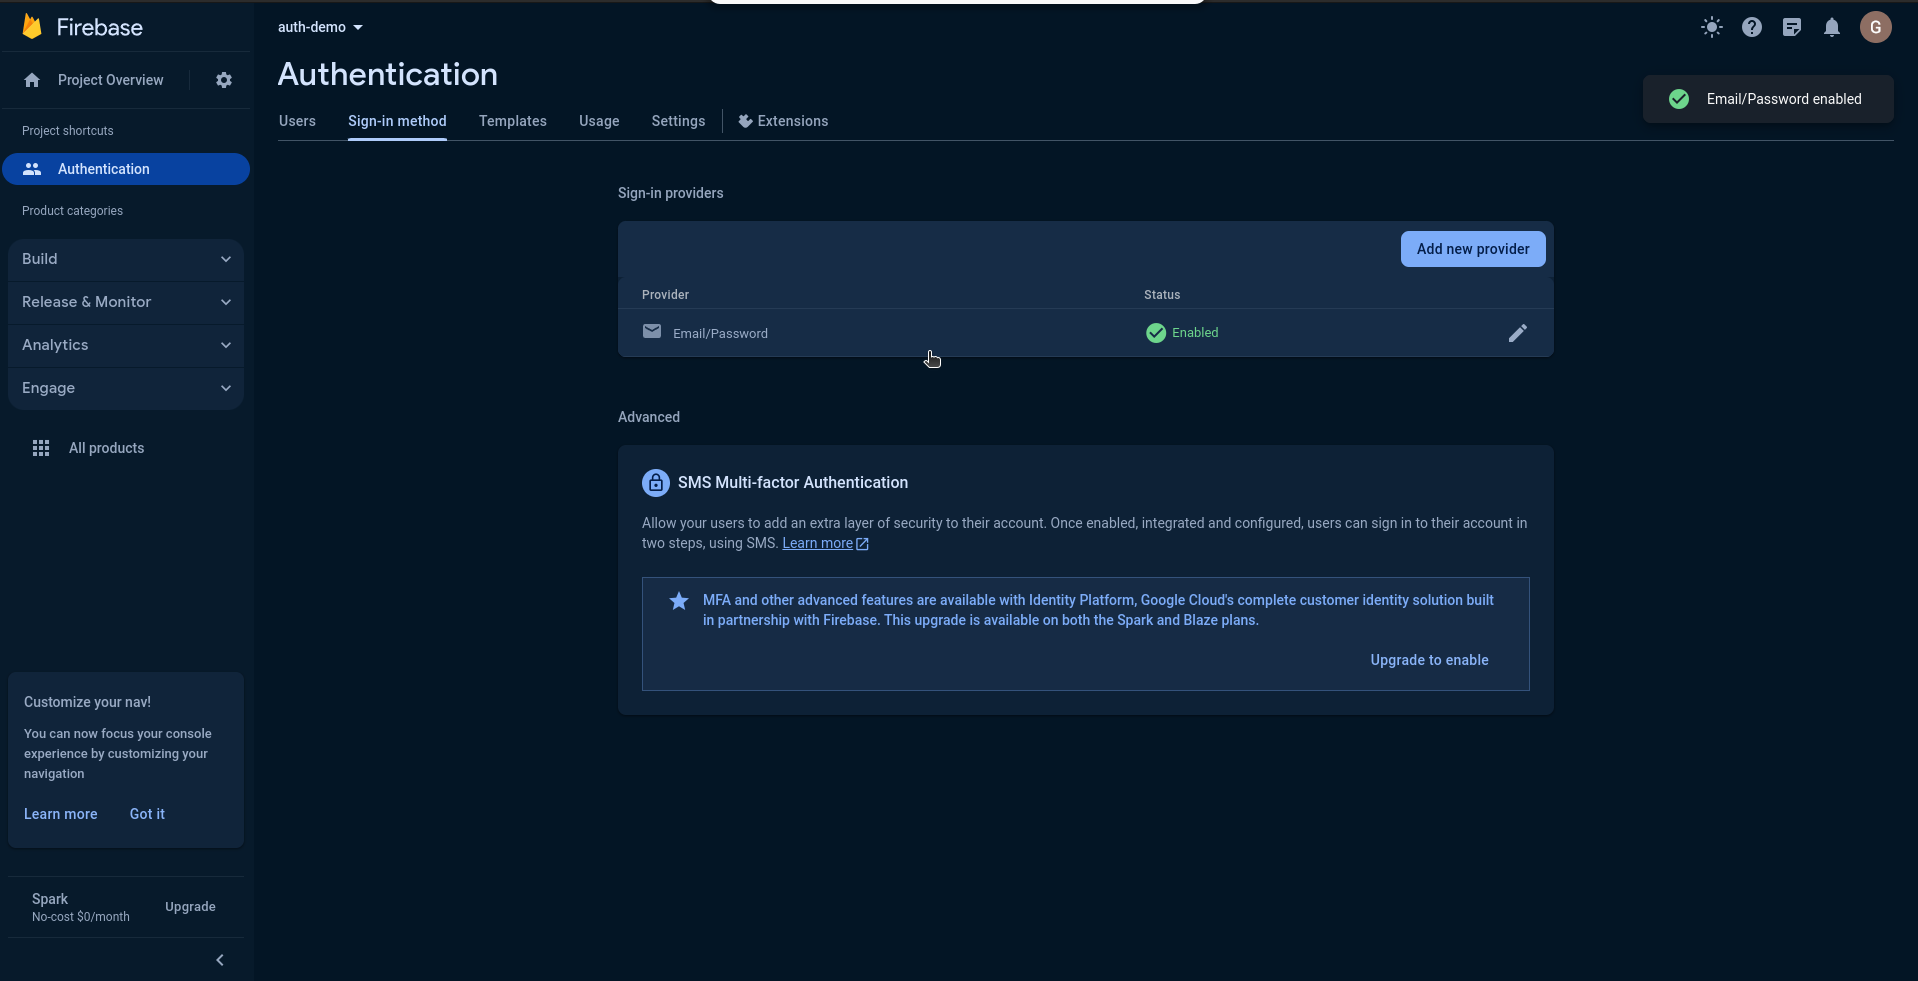 Firebase
Project Overview
Project shortcuts
Authentication
Product categories
Build
Release & Monitor
Analytics
Engage
All products
Customize your nav!
You can now focus your console
experience by customizing your
navigation
Learn more Got it
Spark
No-cost $0/month
Upgrade
auth-demo
G
Authentication
Email/Password enabled
Users Sign-in method Templates Usage Settings Extensions
Sign-in providers
Add new provider
Provider Status
Email/Password Enabled
Advanced
SMS Multi-factor Authentication
Allow your users to add an extra layer of security to their account. Once enabled, integrated and configured, users can sign in to their account in
two steps, using SMS. Learn more
MFA and other advanced features are available with Identity Platform, Google Cloud's complete customer identity solution built
in partnership with Firebase. This upgrade is available on both the Spark and Blaze plans.
Upgrade to enable